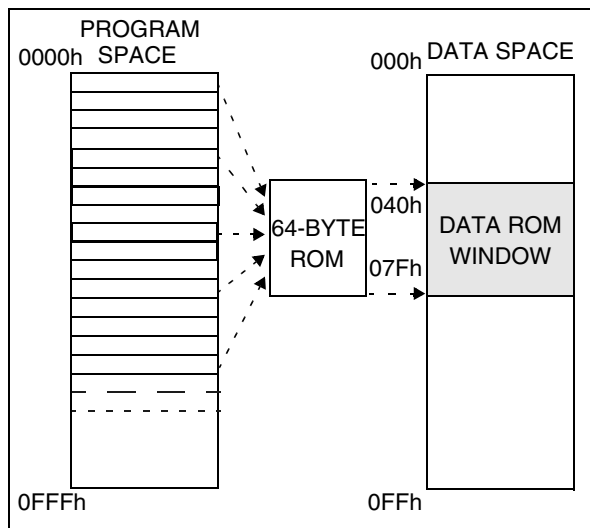 PROGRAM
SPACE
0000h
000h
DATA SPACE
64-BYTE
ROM
040h
07Fh
DATA ROM
WINDOW
0FFFh
0FFh